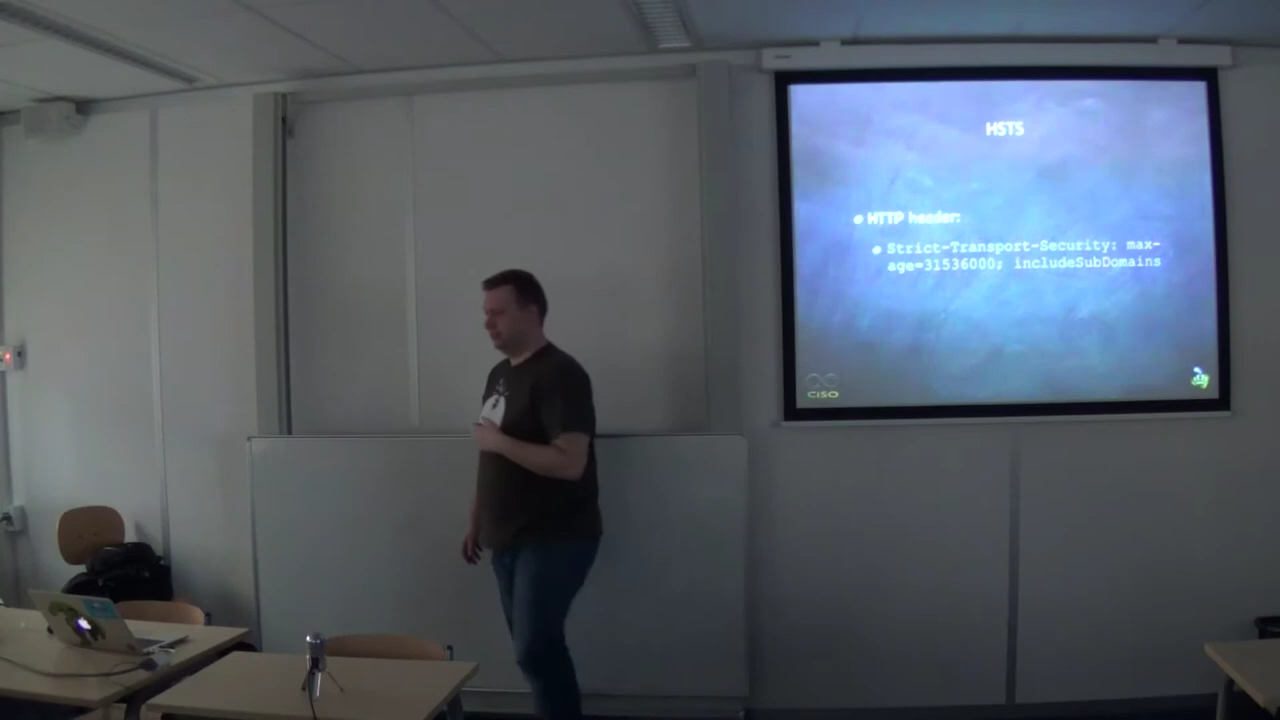 HSTS
HTTP header:
Strict-Transport-Security: max-
age=31536000; includeSubDomains
CISO